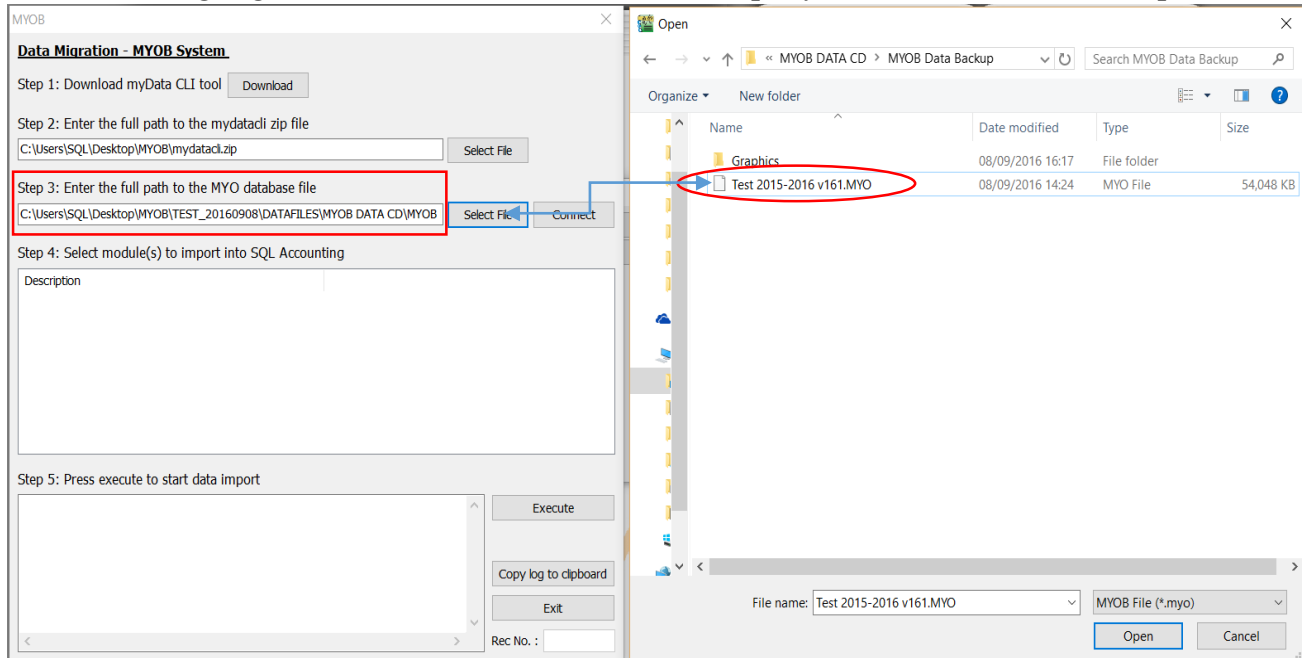 MYOB
Data Migration - MYOB System
Step 1: Download myData CLI tool Download
Step 2: Enter the full path to the mydatacli zip file
C:\Users\SQL\Desktop\MYOB\mydatacli.zip Select File
Step 3: Enter the full path to the MYO database file
C:\Users\SQL\Desktop\MYOB\TEST_20160908\DATAFILES\MYOB DATA CD\MYOB Select File Connect
Step 4: Select module(s) to import into SQL Accounting
Description
Step 5: Press execute to start data import
Execute
Copy log to clipboard
Exit
Rec No. :
Open
« MYOB DATA CD > MYOB Data Backup Search MYOB Data Backup
Organize New folder
Name Date modified Type Size
Graphics 08/09/2016 16:17 File folder
Test 2015-2016 v161.MYO 08/09/2016 14:24 MYO File 54,048 KB
File name: Test 2015-2016 v161.MYO MYOB File (*.myo)
Open Cancel